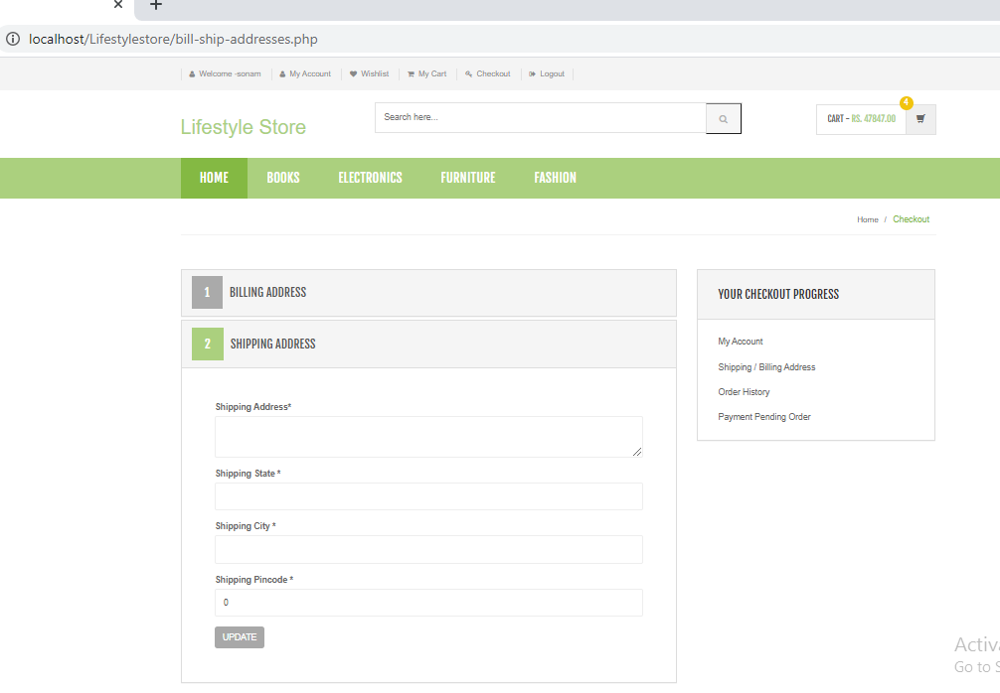 localhost/Lifestylestore/bill-ship-addresses.php
Welcome -sonam My Account Wishlist My Cart Checkout Logout
Lifestyle Store
Search here...
CART - RS. 47847.00
4
HOME BOOKS ELECTRONICS FURNITURE FASHION
Home / Checkout
1 BILLING ADDRESS
2 SHIPPING ADDRESS
Shipping Address*
Shipping State *
Shipping City *
Shipping Pincode *
0
UPDATE
YOUR CHECKOUT PROGRESS
My Account
Shipping / Billing Address
Order History
Payment Pending Order
Go to